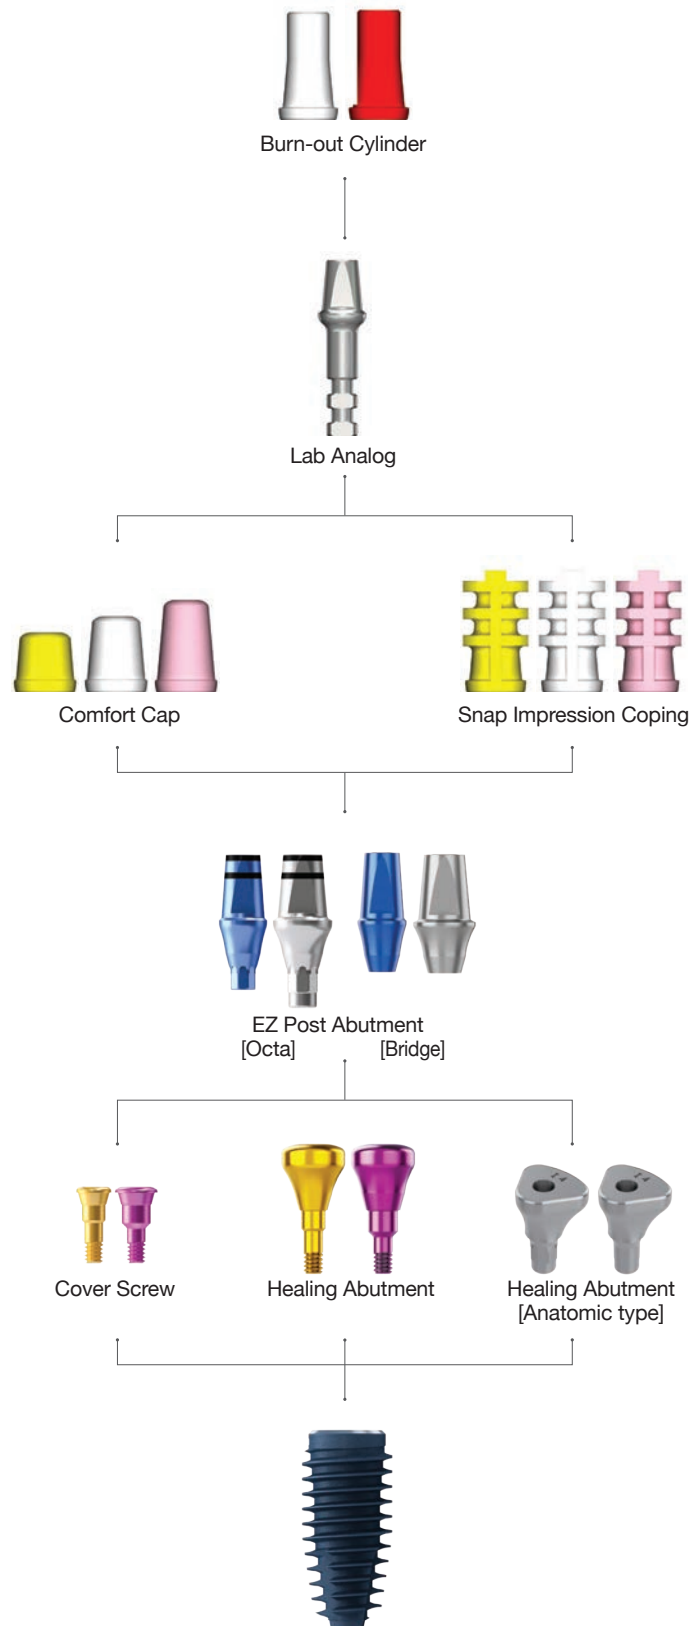 Burn-out Cylinder
Lab Analog
Comfort Cap
Snap Impression Coping
EZ Post Abutment
[Octa]
[Bridge]
Cover Screw
Healing Abutment
Healing Abutment
[Anatomic type]